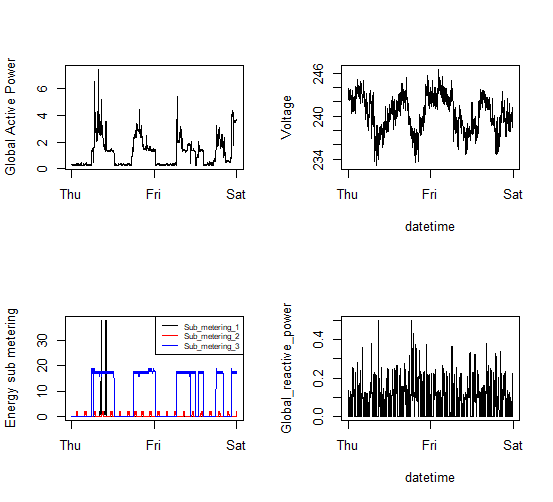 Global Active Power
6
4
2
0
Thu
Fri
Sat
Voltage
246
240
234
Thu
Fri
Sat
datetime
Energy sub metering
30
20
10
0
Sub_metering_1
Sub_metering_2
Sub_metering_3
Thu
Fri
Sat
Global_reactive_power
0.4
0.2
0.0
Thu
Fri
Sat
datetime